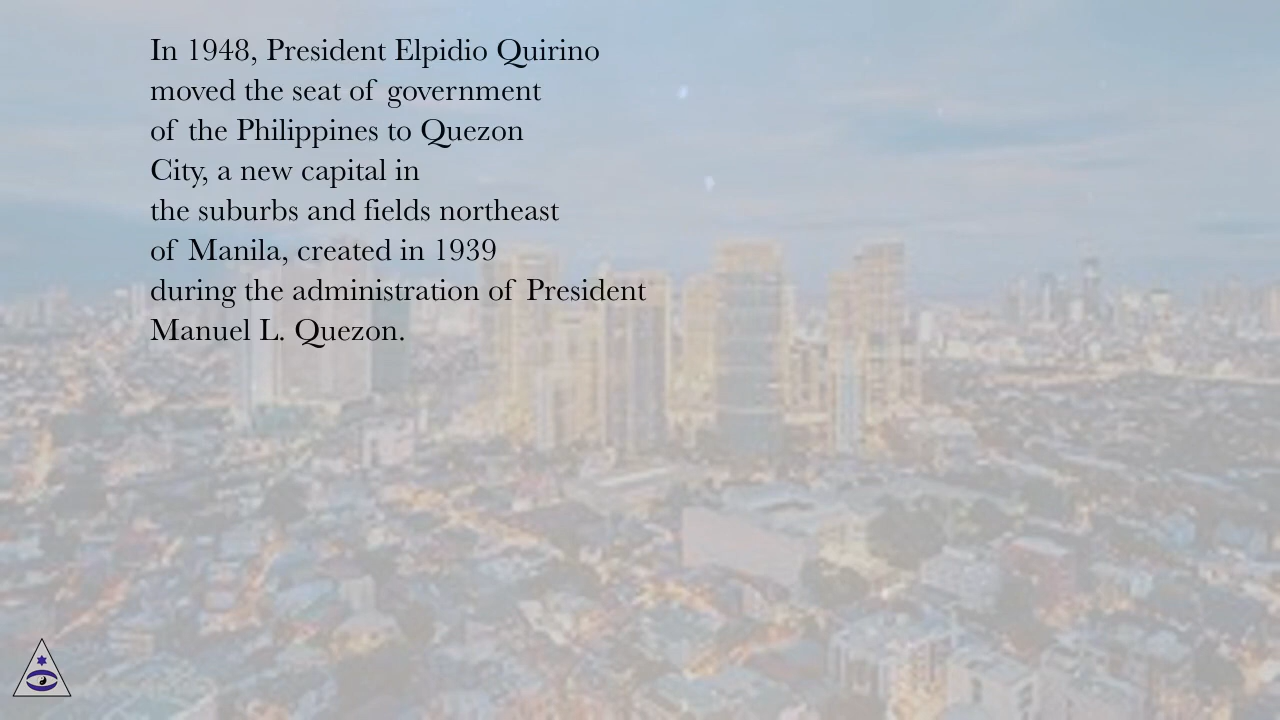 In 1948, President Elpidio Quirino
moved the seat of government
of the Philippines to Quezon
City, a new capital in
the suburbs and fields northeast
of Manila, created in 1939
during the administration of President
Manuel L. Quezon.